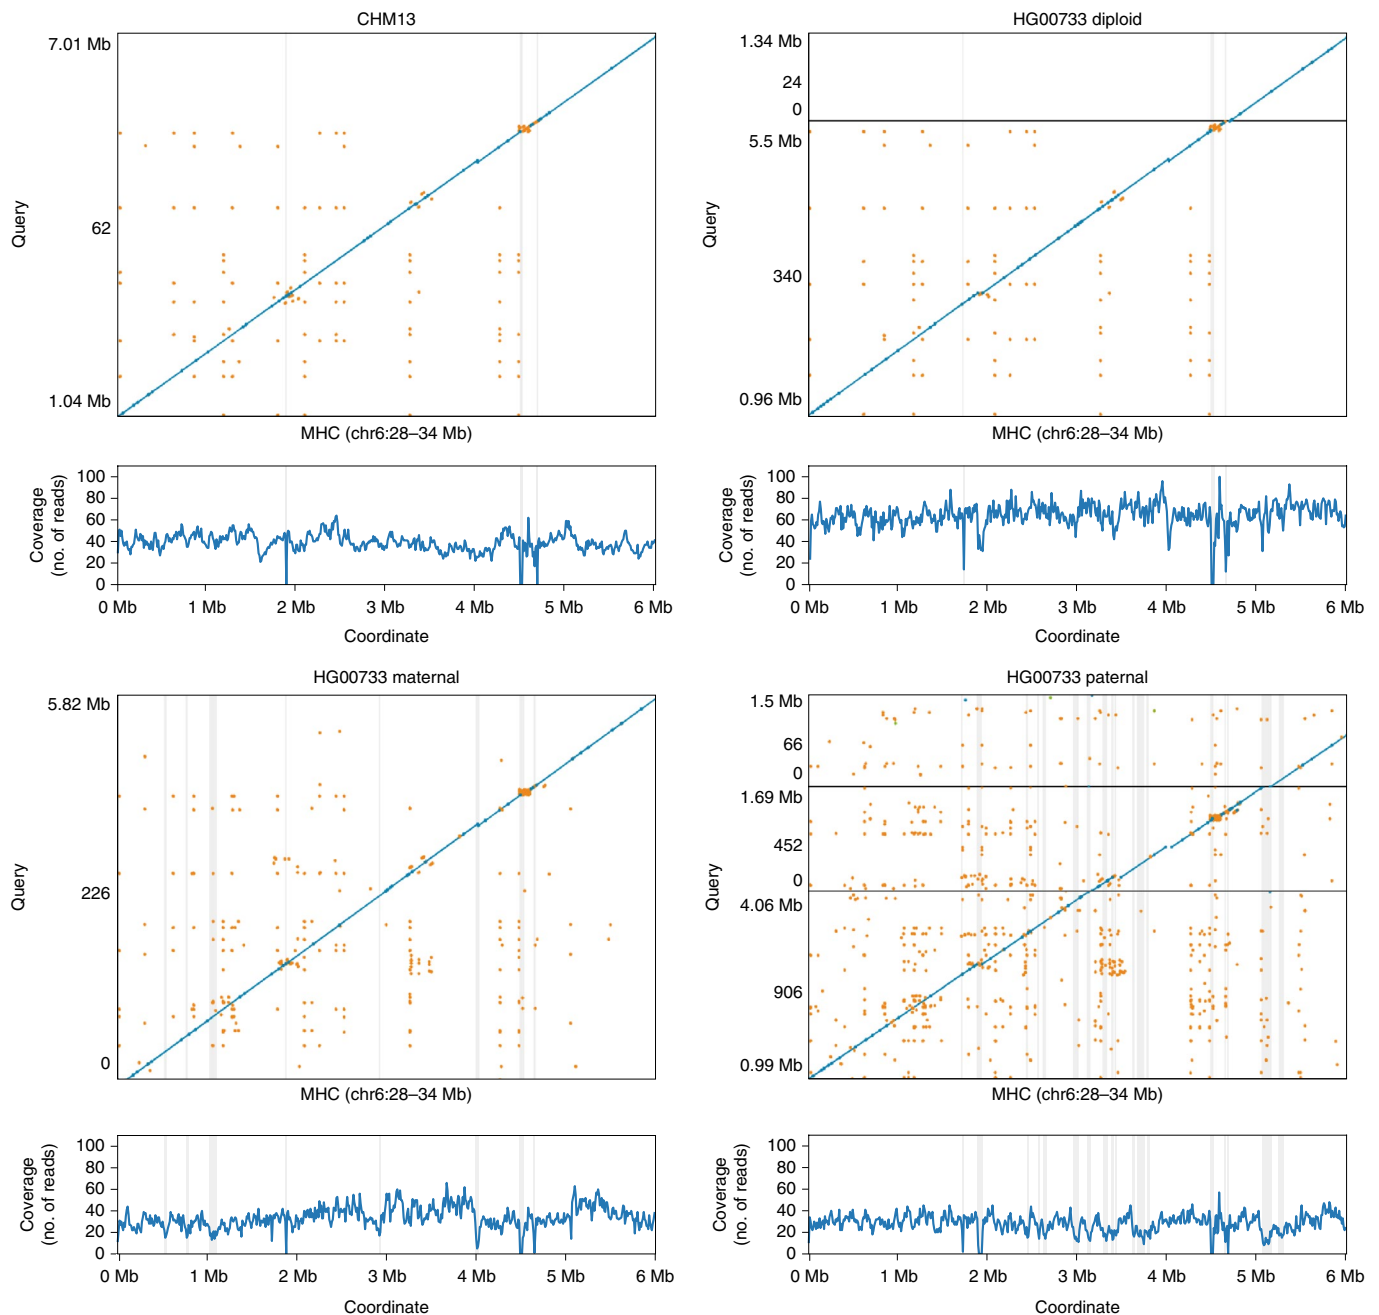 CHM13
7.01 Mb
62
1.04 Mb
Query
MHC (chr6:28–34 Mb)
Coverage
(no. of reads)
100
80
60
40
20
0
0 Mb 1 Mb 2 Mb 3 Mb 4 Mb 5 Mb 6 Mb
Coordinate
HG00733 diploid
1.34 Mb
24
0
5.5 Mb
340
0.96 Mb
Query
MHC (chr6:28–34 Mb)
Coverage
(no. of reads)
100
80
60
40
20
0
0 Mb 1 Mb 2 Mb 3 Mb 4 Mb 5 Mb 6 Mb
Coordinate
HG00733 maternal
5.82 Mb
226
0
Query
MHC (chr6:28–34 Mb)
Coverage
(no. of reads)
100
80
60
40
20
0
0 Mb 1 Mb 2 Mb 3 Mb 4 Mb 5 Mb 6 Mb
Coordinate
HG00733 paternal
1.5 Mb
66
0
1.69 Mb
452
0
4.06 Mb
906
0.99 Mb
Query
MHC (chr6:28–34 Mb)
Coverage
(no. of reads)
100
80
60
40
20
0
0 Mb 1 Mb 2 Mb 3 Mb 4 Mb 5 Mb 6 Mb
Coordinate